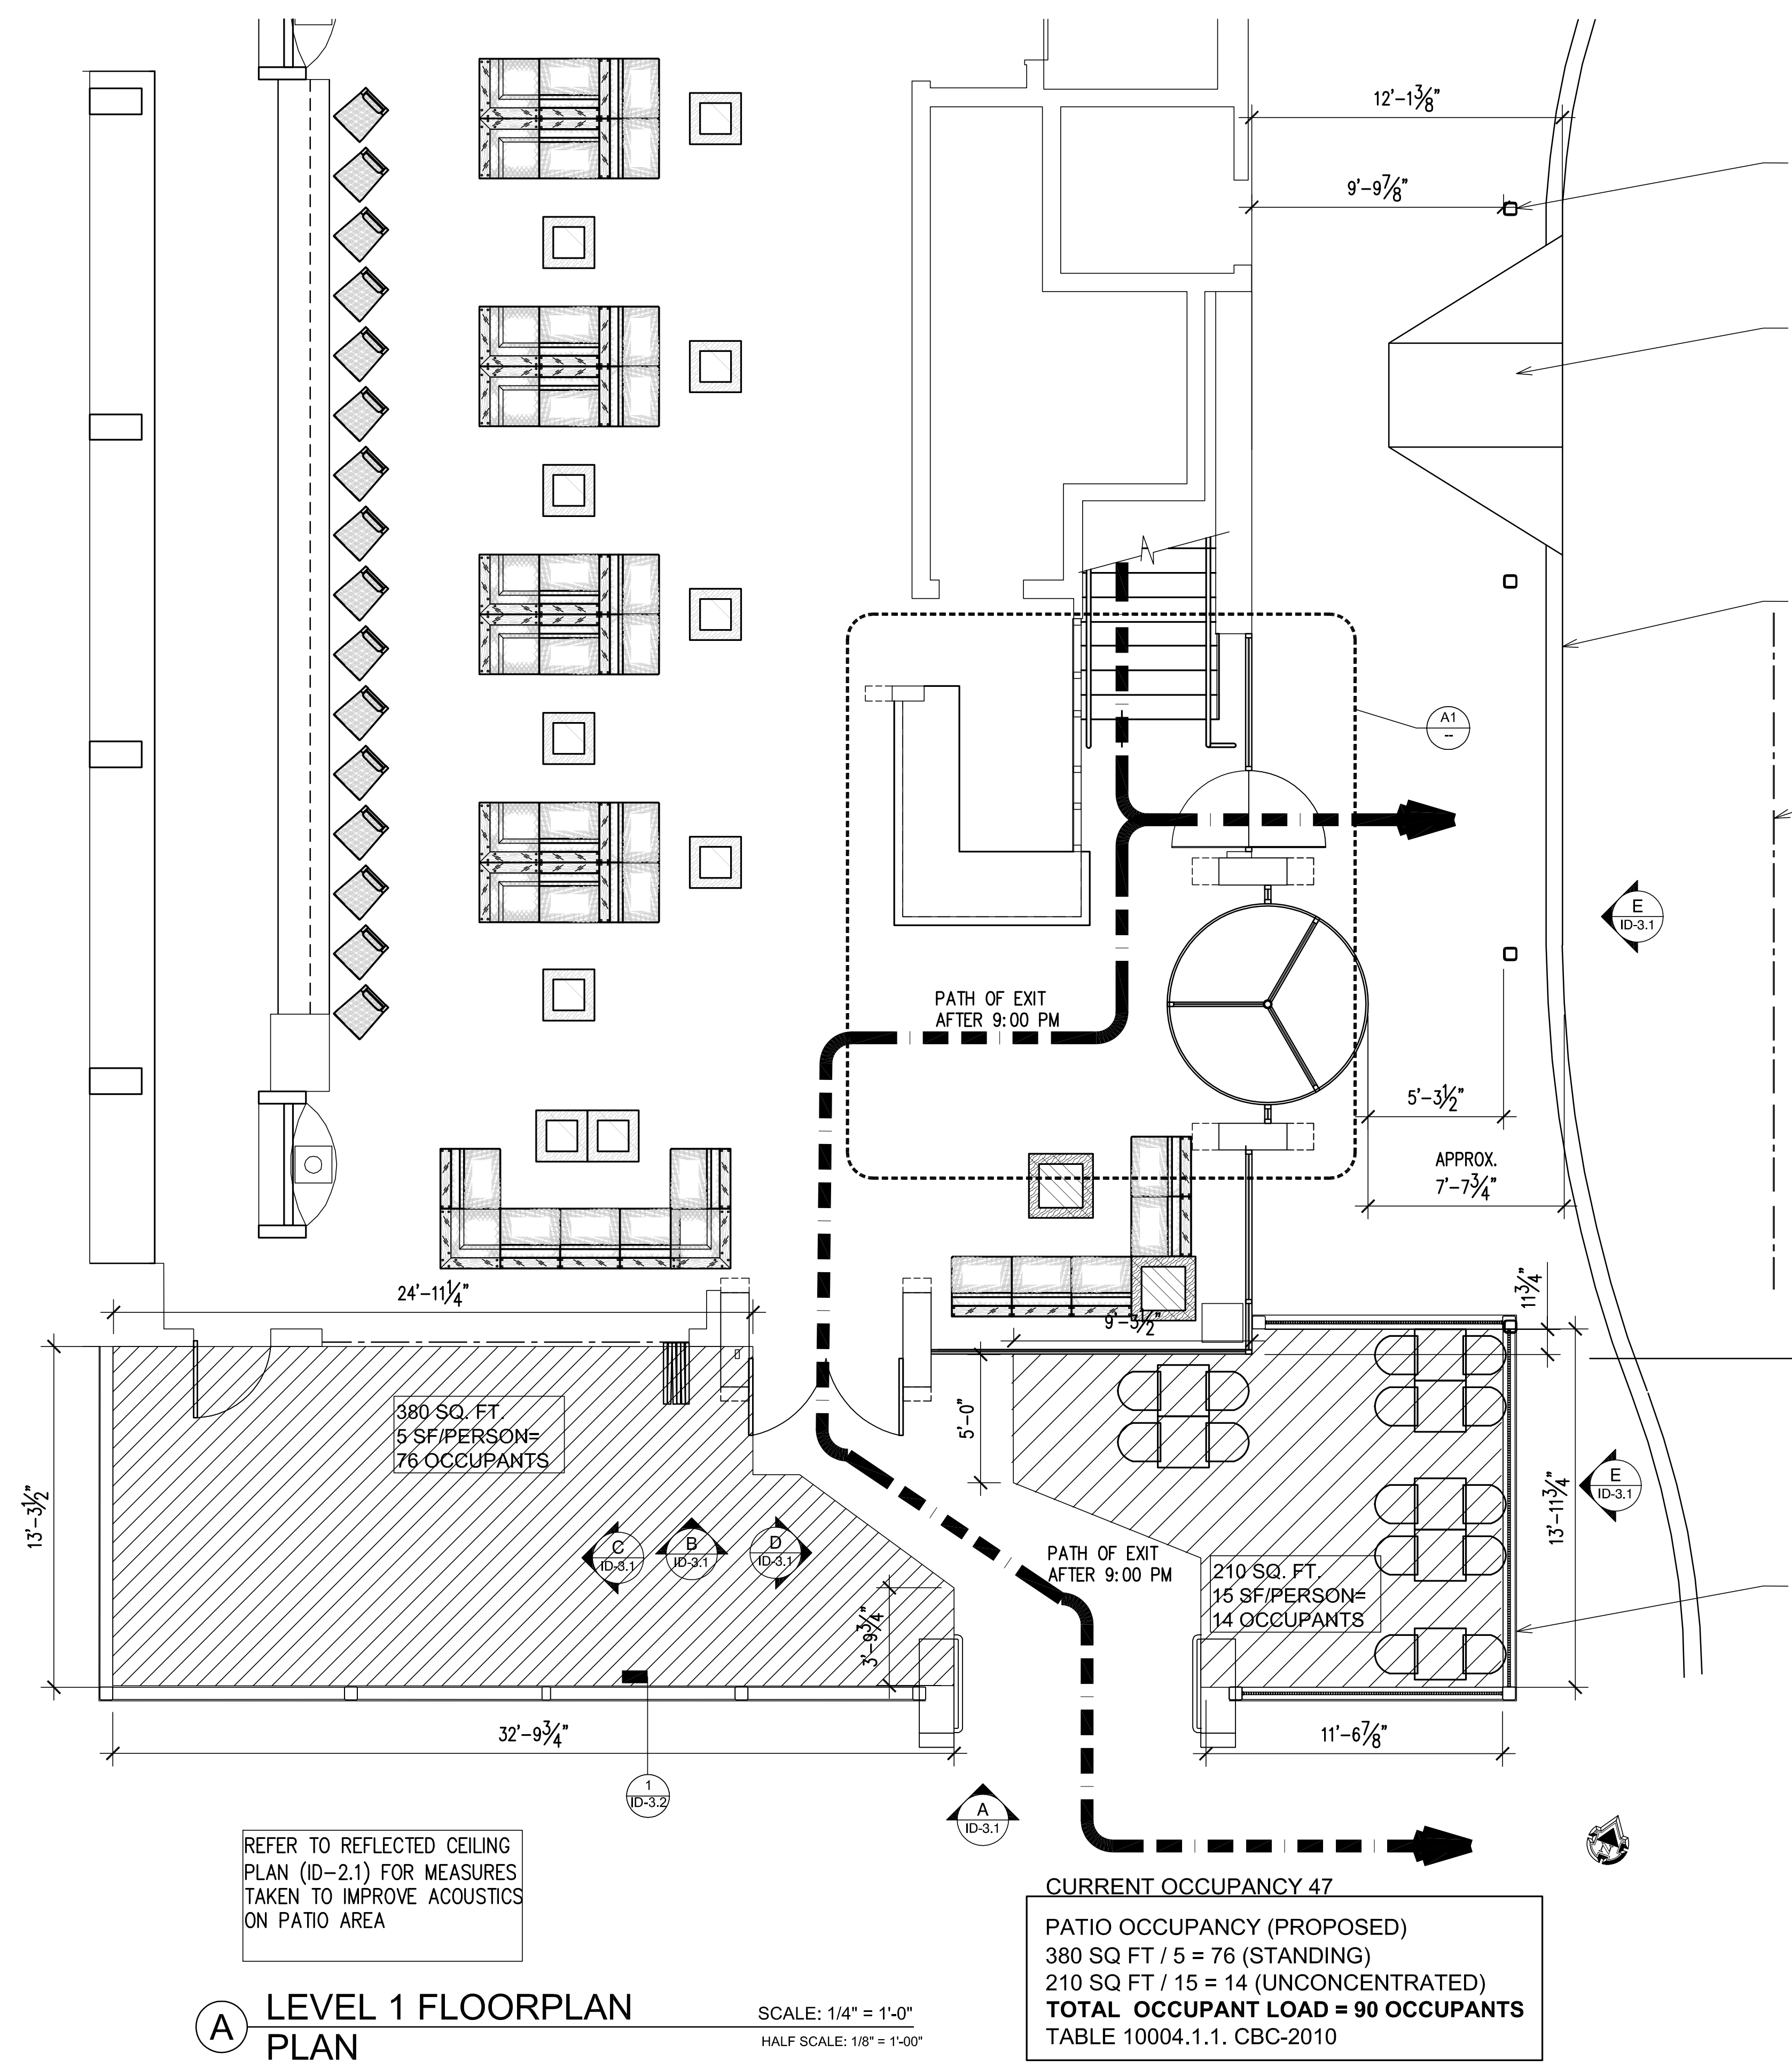 12'-1 3/8"
9'-9 7/8"
A1
--
E
ID-3.1
PATH OF EXIT
AFTER 9:00 PM
5'-3 1/2"
APPROX.
7'-7 3/4"
24'-11 1/4"
9'-3 1/2"
11 3/4"
380 SQ. FT.
5 SF/PERSON=
76 OCCUPANTS
5'-0"
13'-3 1/2"
E
ID-3.1
13'-11 3/4"
C
ID-3.1
B
ID-3.1
D
ID-3.1
PATH OF EXIT
AFTER 9:00 PM
210 SQ. FT.
15 SF/PERSON=
14 OCCUPANTS
3'-9 3/4"
32'-9 3/4"
11'-6 7/8"
1
ID-3.2
A
ID-3.1
REFER TO REFLECTED CEILING
PLAN (ID-2.1) FOR MEASURES
TAKEN TO IMPROVE ACOUSTICS
ON PATIO AREA
CURRENT OCCUPANCY 47
PATIO OCCUPANCY (PROPOSED)
380 SQ FT / 5 = 76 (STANDING)
210 SQ FT / 15 = 14 (UNCONCENTRATED)
TOTAL OCCUPANT LOAD = 90 OCCUPANTS
TABLE 10004.1.1. CBC-2010
A
LEVEL 1 FLOORPLAN
PLAN
SCALE: 1/4" = 1'-0"
HALF SCALE: 1/8" = 1'-00"